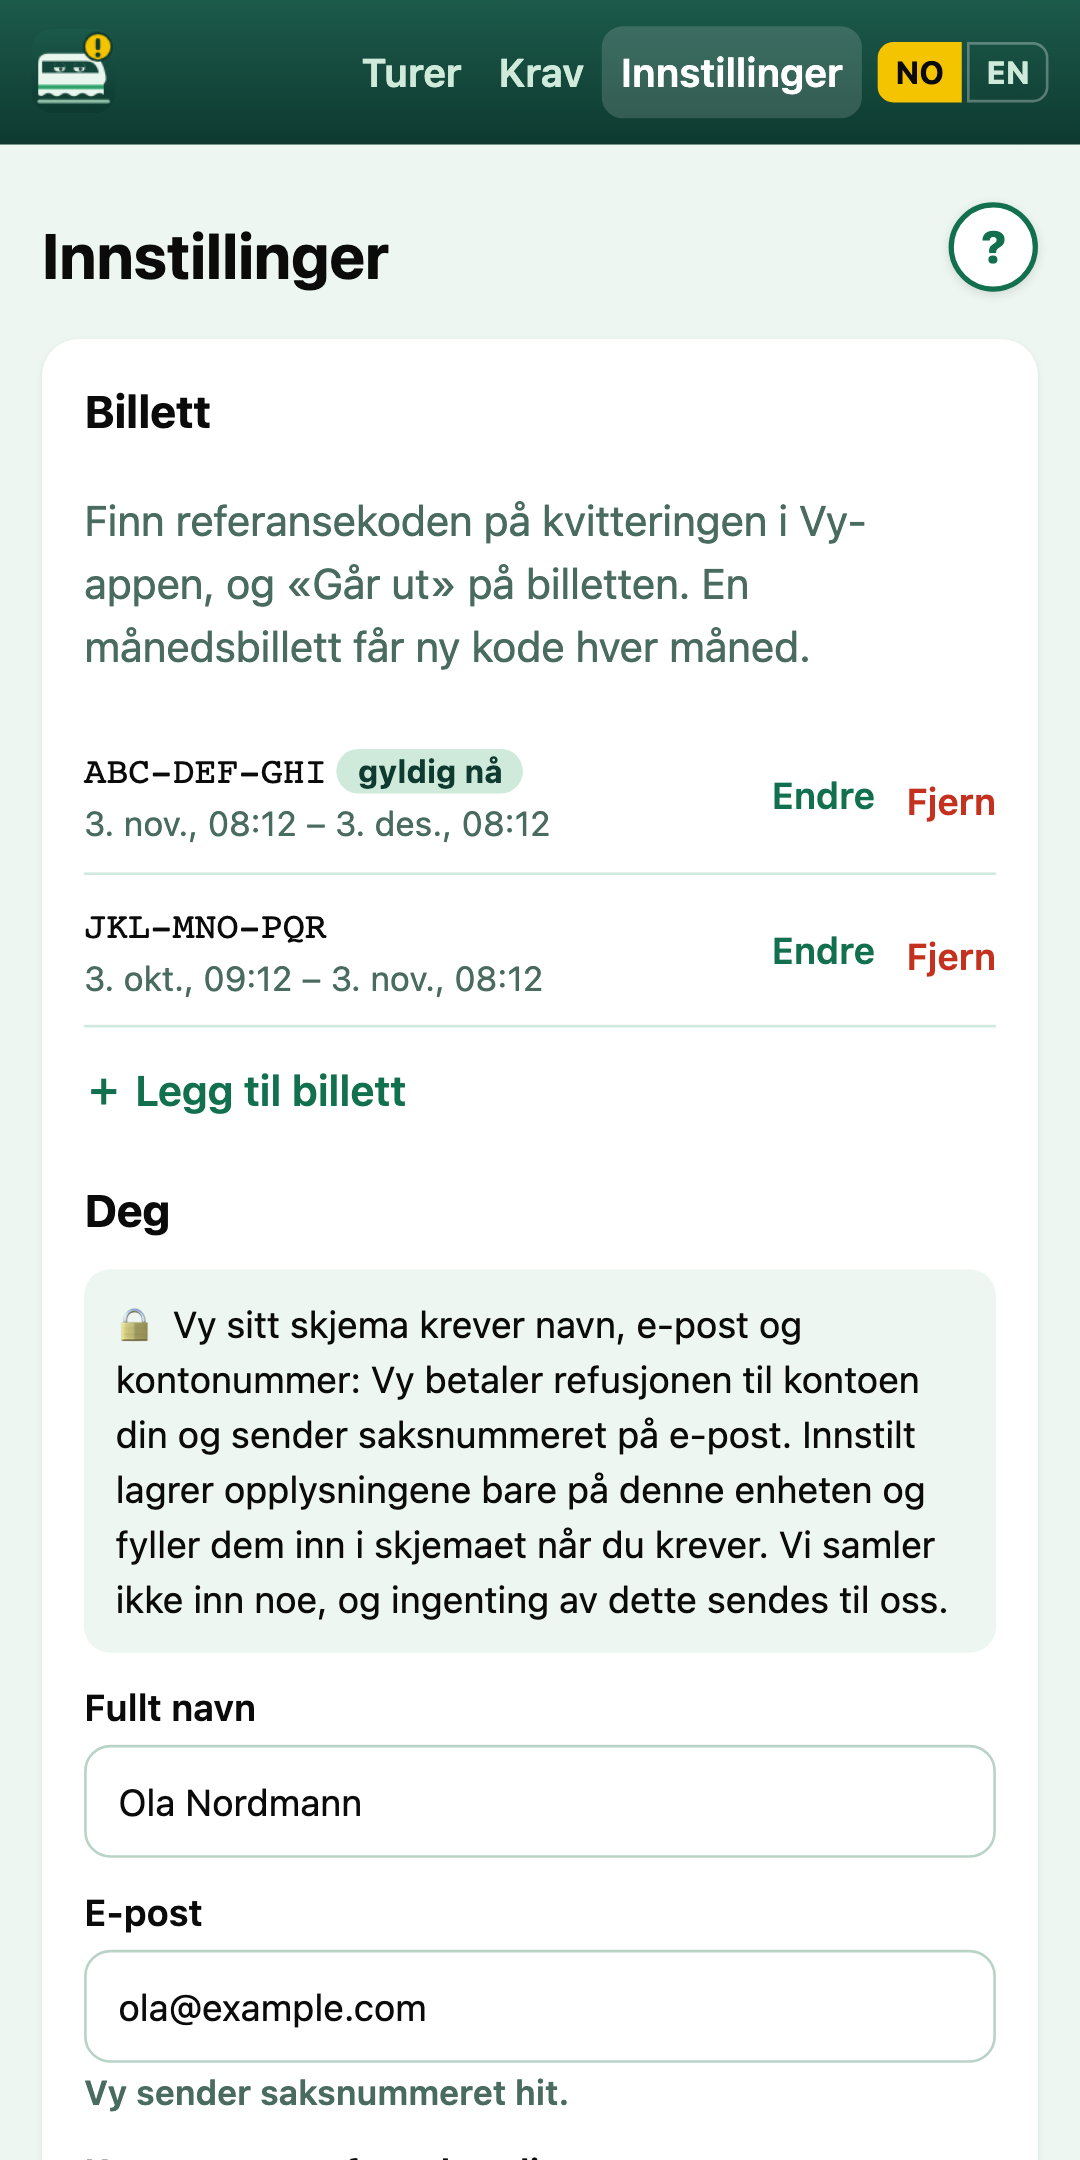 Turer Krav Innstillinger NO EN
Innstillinger
?
Billett
Finn referansekoden på kvitteringen i Vy-
appen, og «Går ut» på billetten. En
månedsbillett får ny kode hver måned.
ABC-DEF-GHI gyldig nå
3. nov., 08:12 – 3. des., 08:12
Endre Fjern
JKL-MNO-PQR
3. okt., 09:12 – 3. nov., 08:12
Endre Fjern
+ Legg til billett
Deg
🔒 Vy sitt skjema krever navn, e-post og
kontonummer: Vy betaler refusjonen til kontoen
din og sender saksnummeret på e-post. Innstilt
lagrer opplysningene bare på denne enheten og
fyller dem inn i skjemaet når du krever. Vi samler
ikke inn noe, og ingenting av dette sendes til oss.
Fullt navn
Ola Nordmann
E-post
ola@example.com
Vy sender saksnummeret hit.